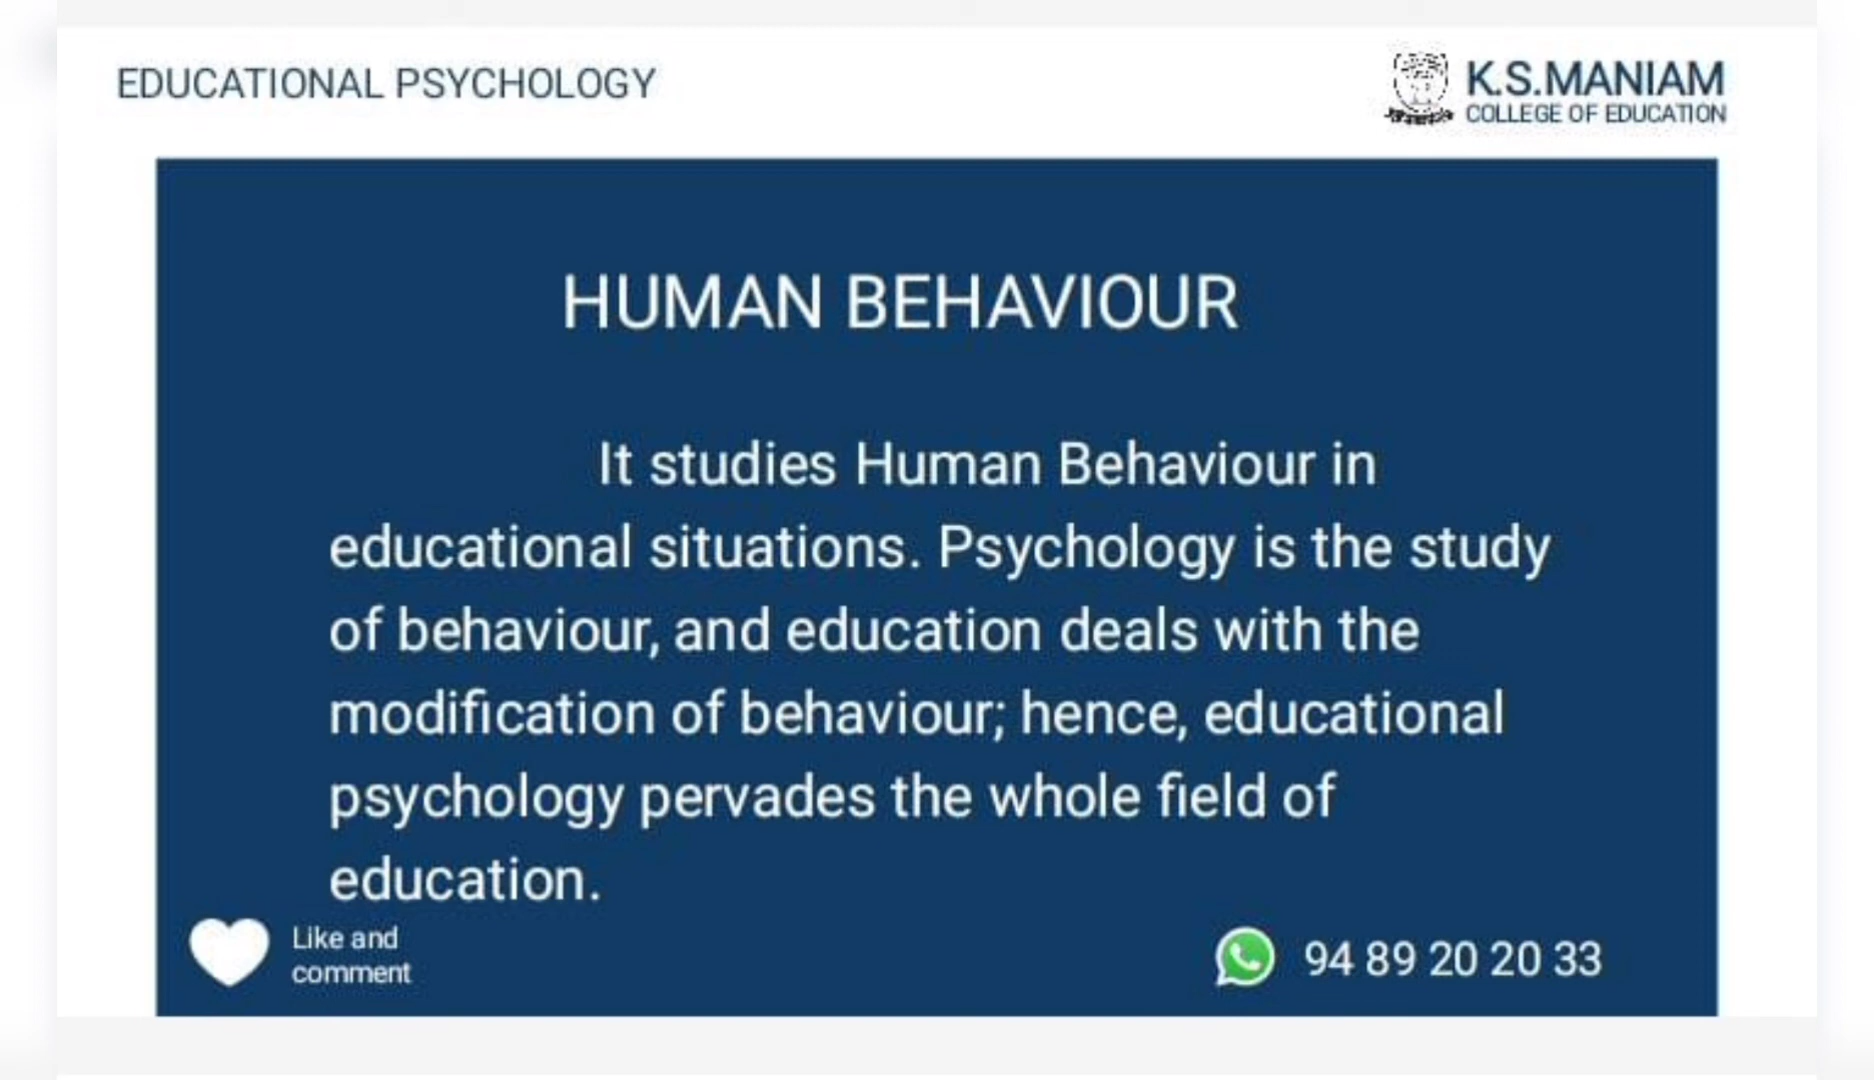 EDUCATIONAL PSYCHOLOGY
K.S.MANIAM
COLLEGE OF EDUCATION
HUMAN BEHAVIOUR
It studies Human Behaviour in
educational situations. Psychology is the study
of behaviour, and education deals with the
modification of behaviour; hence, educational
psychology pervades the whole field of
education.
Like and
comment
94 89 20 20 33